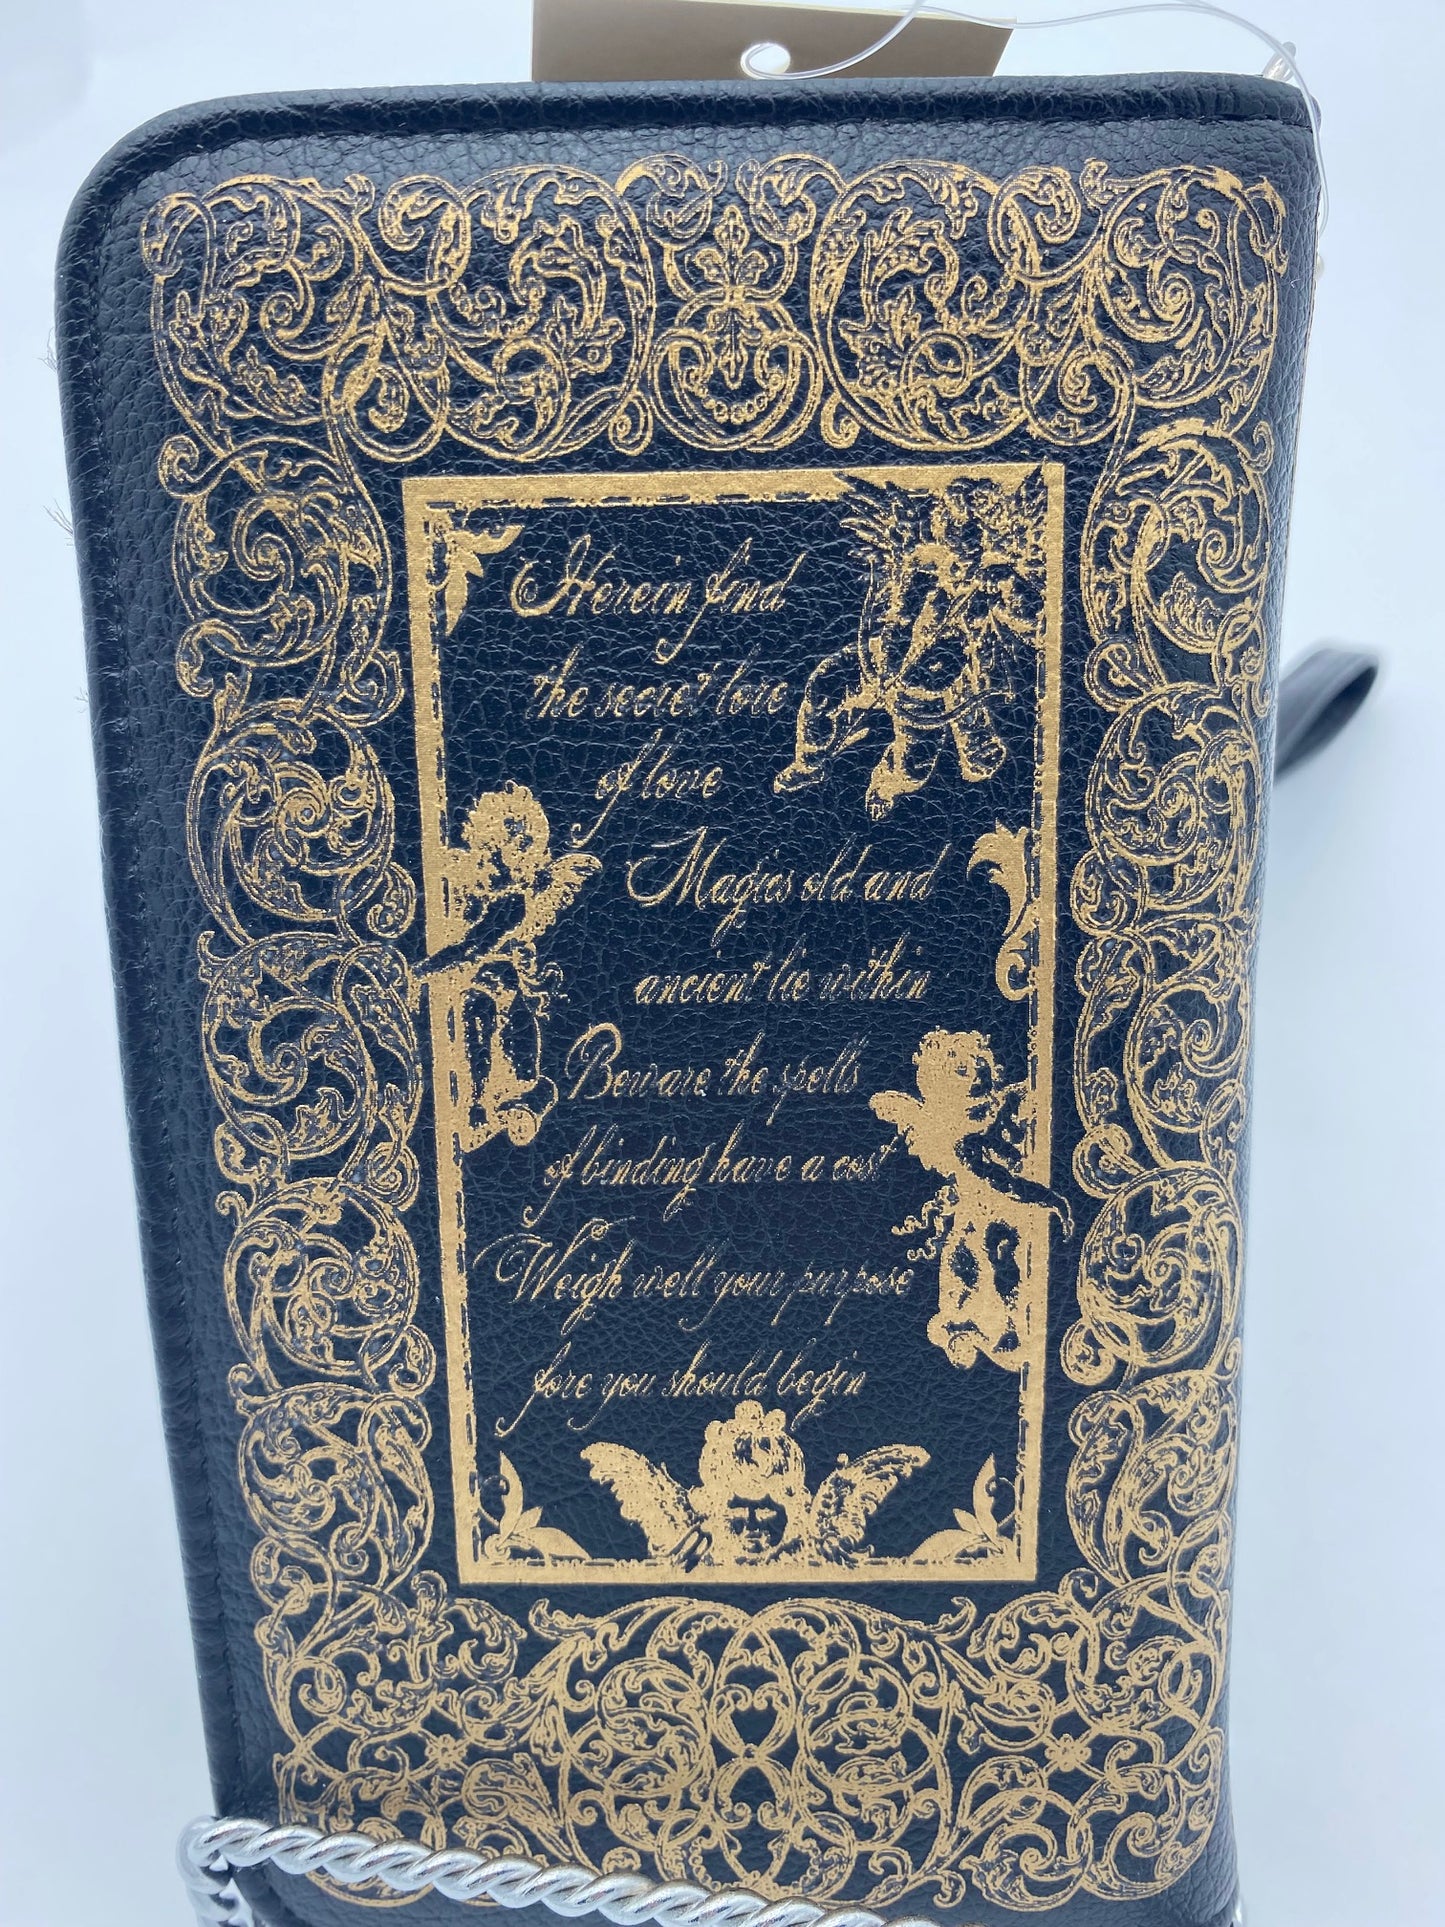 Herein find
the secret lore
of love
Magics old and
ancient lie within
Beware the spells
of binding have a cost
Weigh well your purpose
fore you should begin